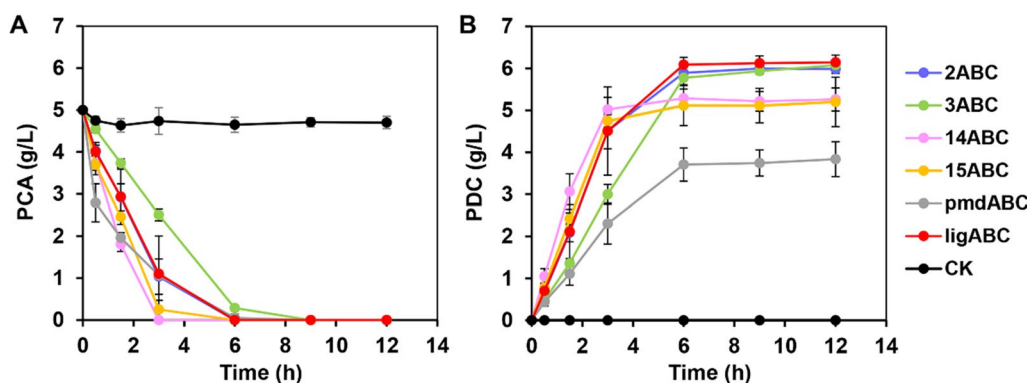 A
B
7
6
5
4
3
2
1
0
PCA (g/L)
0 2 4 6 8 10 12 14
Time (h)
7
6
5
4
3
2
1
0
PDC (g/L)
0 2 4 6 8 10 12 14
Time (h)
2ABC
3ABC
14ABC
15ABC
pmdABC
ligABC
CK